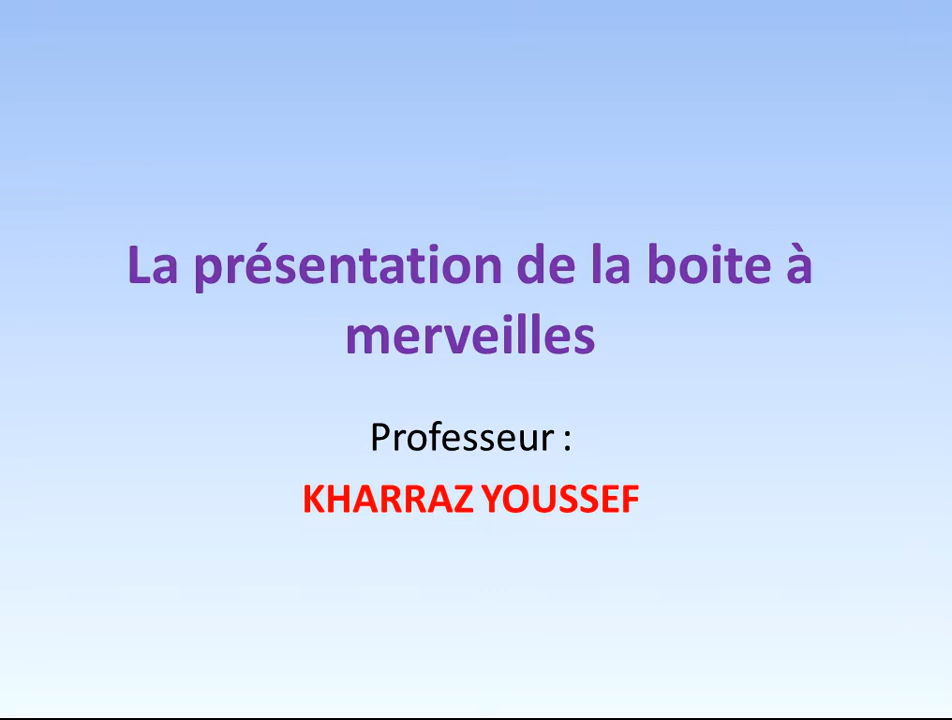 La présentation de la boite à
merveilles
Professeur :
KHARRAZ YOUSSEF